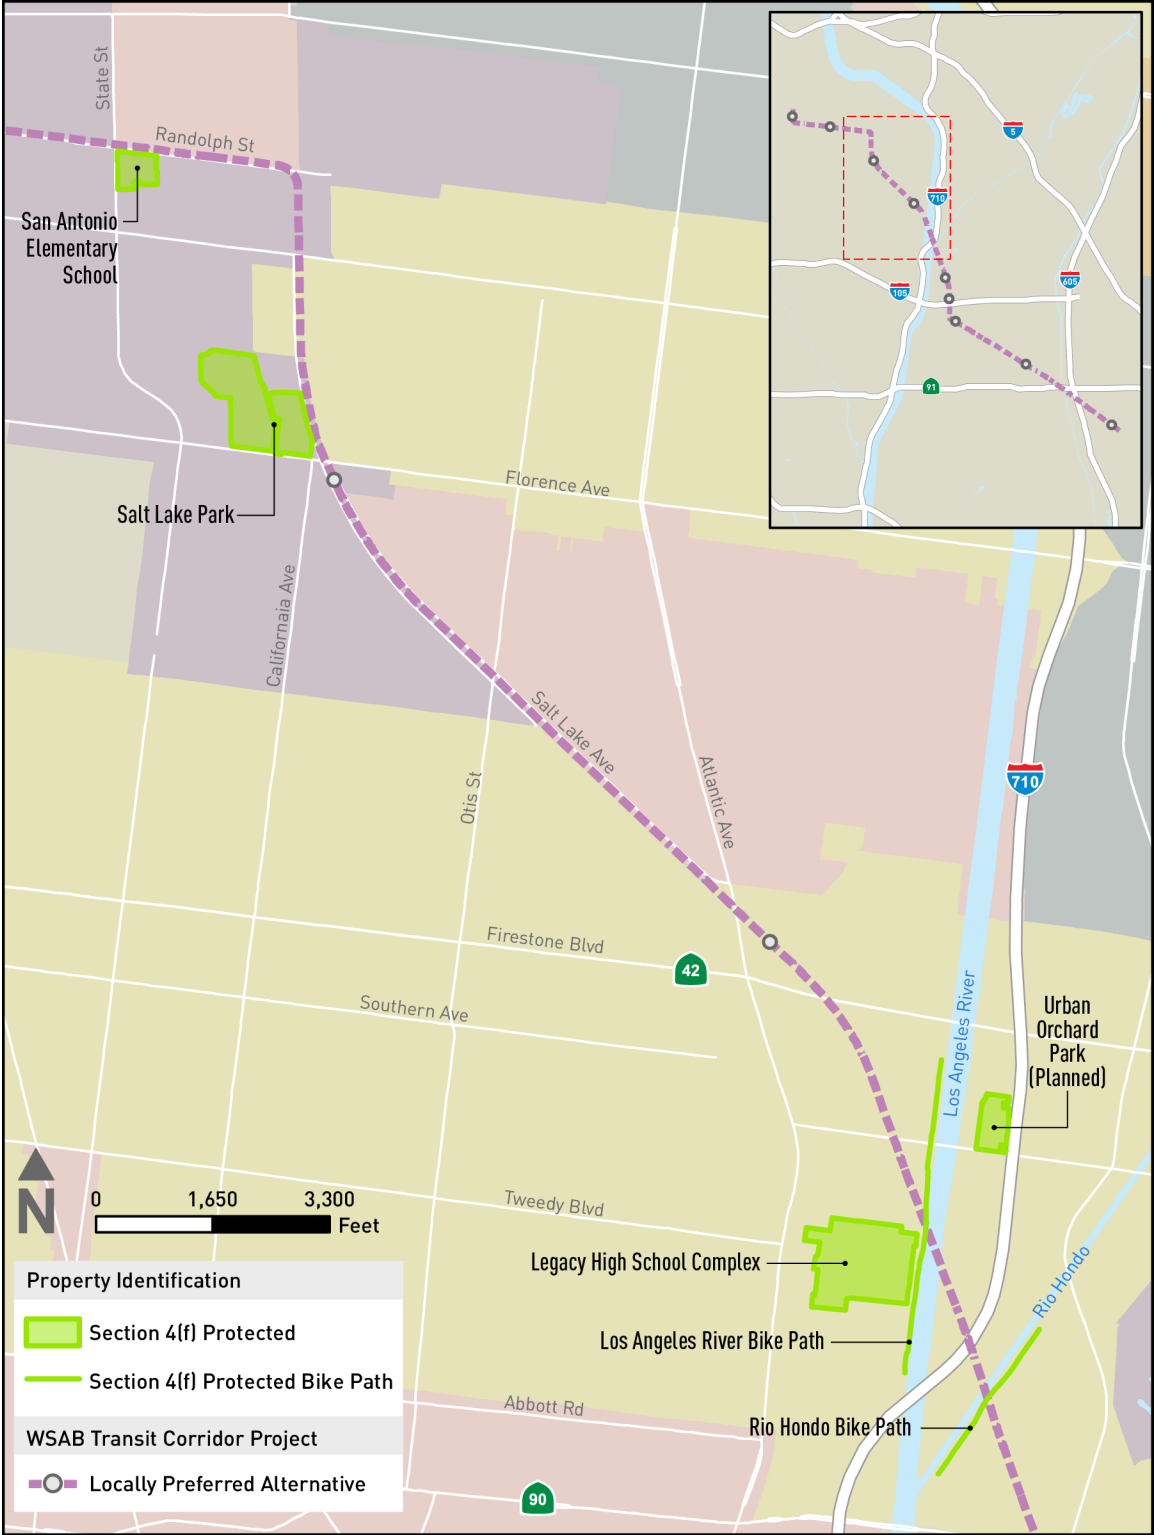 State St
Randolph St
San Antonio
Elementary
School
5
710
105
605
91
Salt Lake Park
Florence Ave
Californaia Ave
Salt Lake Ave
Otis St
Atlantic Ave
710
Firestone Blvd
42
Southern Ave
Los Angeles River
Urban
Orchard
Park
(Planned)
N
0 1,650 3,300
Feet
Tweedy Blvd
Legacy High School Complex
Rio Hondo
Los Angeles River Bike Path
Abbott Rd
Rio Hondo Bike Path
90
Property Identification
Section 4(f) Protected
Section 4(f) Protected Bike Path
WSAB Transit Corridor Project
Locally Preferred Alternative